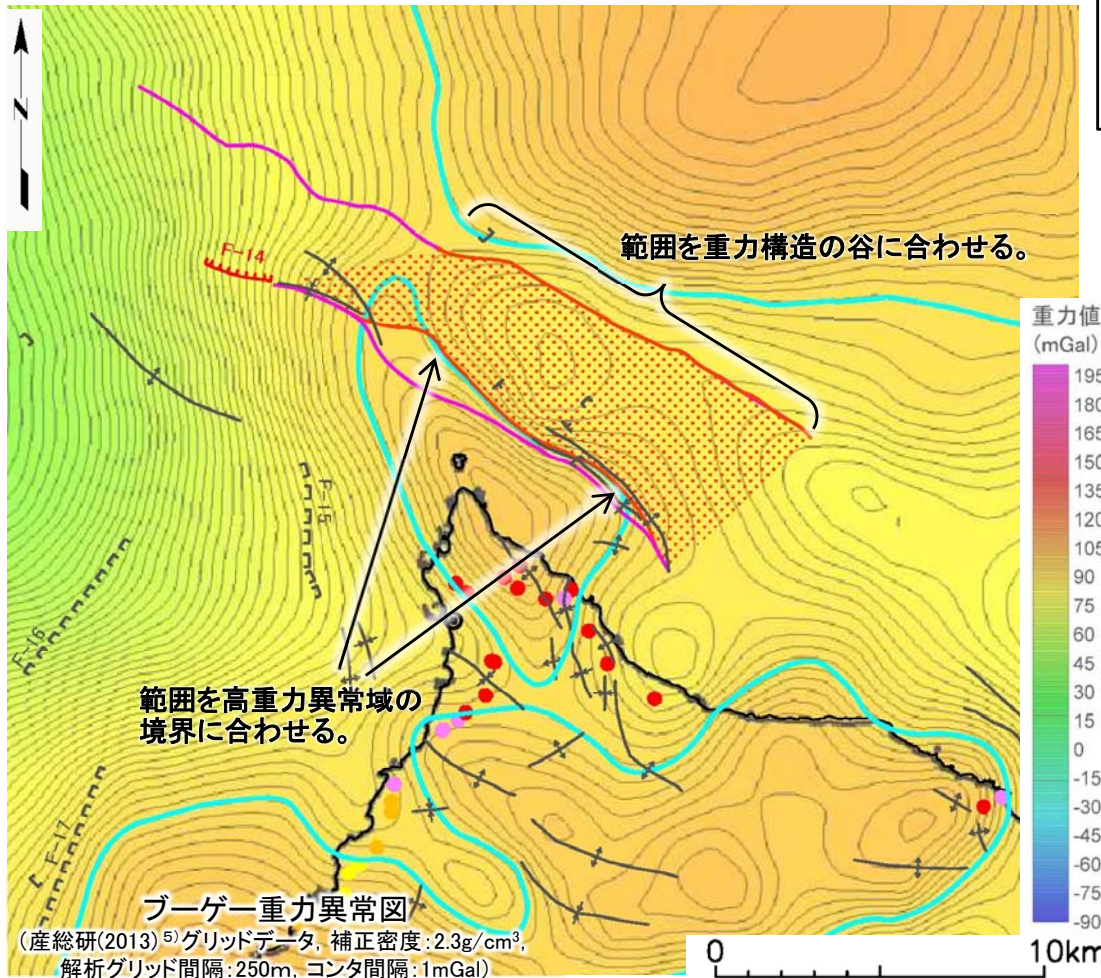 N
範囲を重力構造の谷に合わせる。
F-14
重力値
(mGal)
195
180
165
150
135
120
105
90
75
60
45
30
15
0
-15
-30
-45
-60
-75
-90
F-15
F-16
範囲を高重力異常域の
境界に合わせる。
F-17
ブーゲー重力異常図
(産総研(2013)⁵⁾グリッドデータ, 補正密度:2.3g/cm³,
解析グリッド間隔:250m, コンタ間隔:1mGal)
0 10km